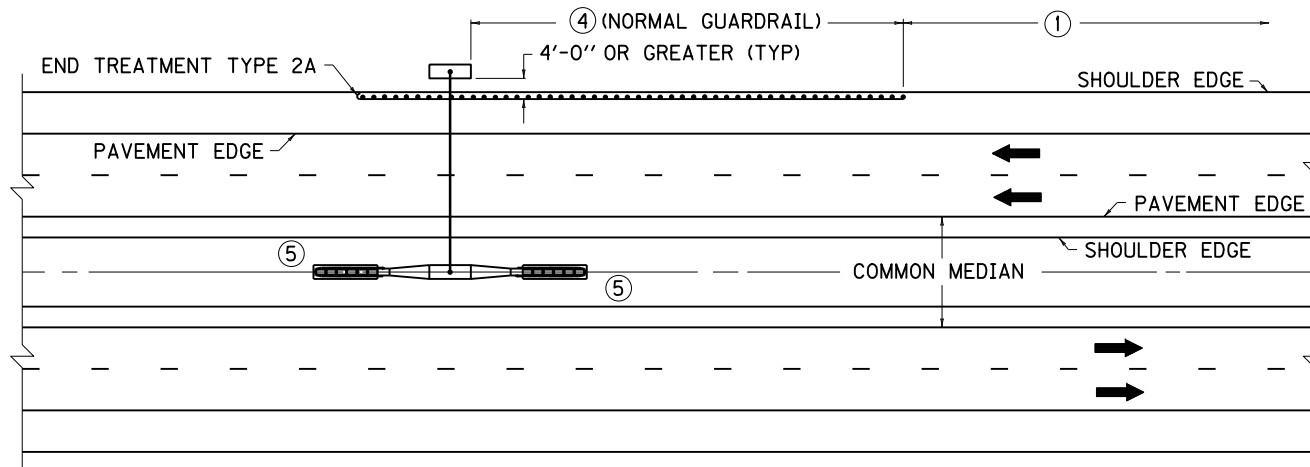 ④ (NORMAL GUARDRAIL)
①
4'-0" OR GREATER (TYP)
END TREATMENT TYPE 2A
SHOULDER EDGE
PAVEMENT EDGE
PAVEMENT EDGE
SHOULDER EDGE
⑤
COMMON MEDIAN
⑤